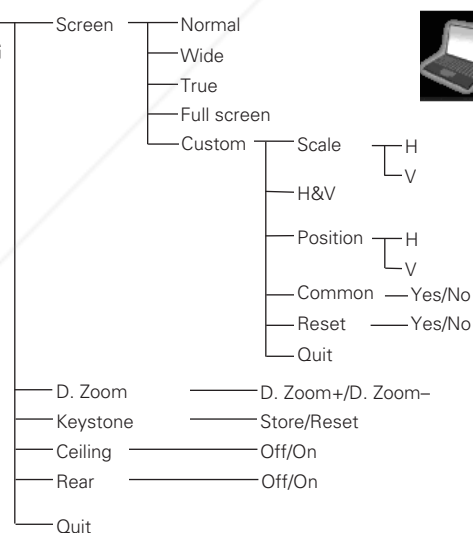 Screen Normal
Wide
True
Full screen
Custom Scale H
V
H&V
Position H
V
Common Yes/No
Reset Yes/No
Quit
D. Zoom D. Zoom+/D. Zoom–
Keystone Store/Reset
Ceiling Off/On
Rear Off/On
Quit